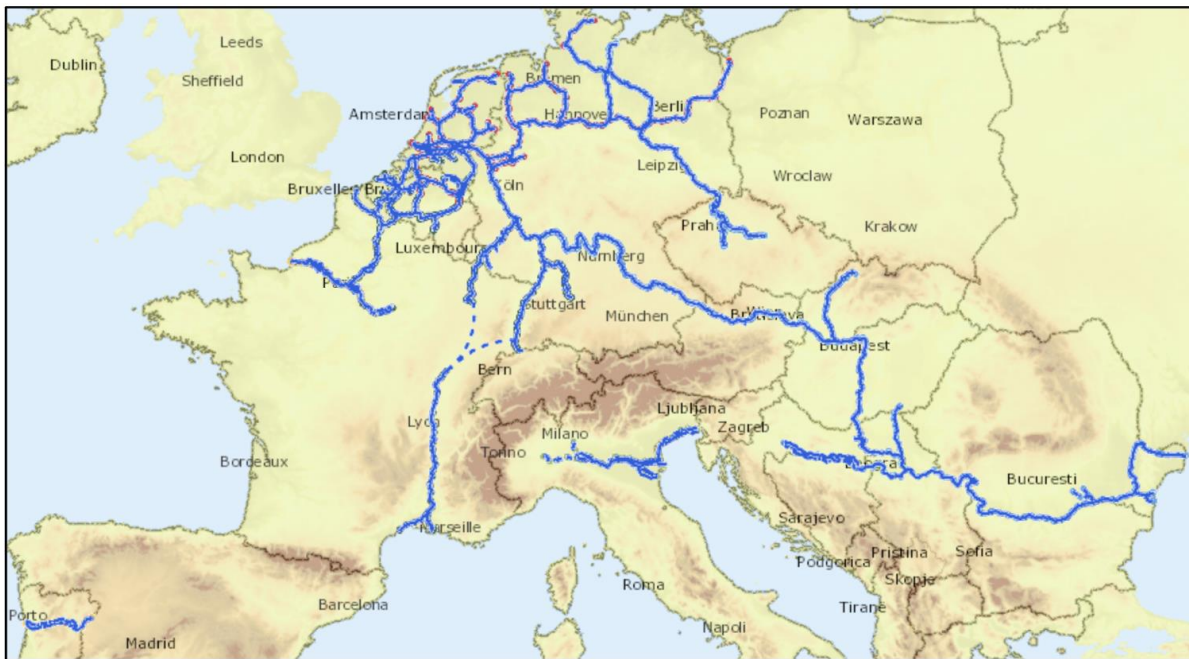 Leeds
Dublin
Sheffield
Bremen
Amsterdam
Hannover
Berli
Poznan
Warszawa
London
Leipzig
Wroclaw
Bruxelles
Köln
Praha
Krakow
Luxembourg
Nürnberg
Stuttgart
München
Bratislava
Budapest
Bern
Ljubljana
Lyon
Milano
Zagreb
Torino
Bordeaux
Bucuresti
Marseille
Sarajevo
Pristina
Sofia
Podgorica
Skopje
Roma
Porto
Barcelona
Tiranë
Napoli
Madrid